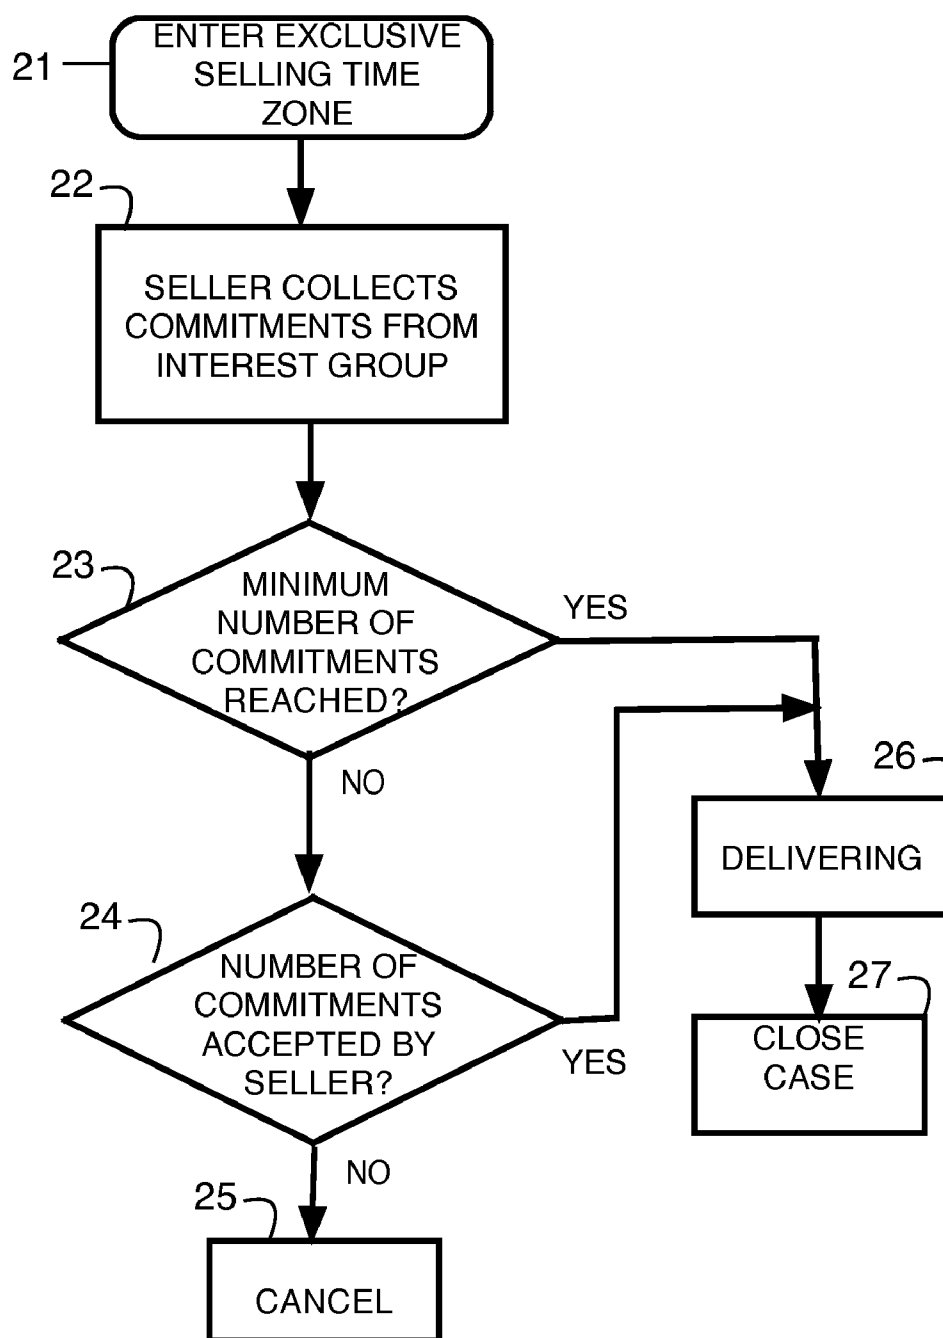 ENTER EXCLUSIVE
SELLING TIME
ZONE
21
22
SELLER COLLECTS
COMMITMENTS FROM
INTEREST GROUP
23
MINIMUM
NUMBER OF
COMMITMENTS
REACHED?
YES
NO
26
DELIVERING
24
NUMBER OF
COMMITMENTS
ACCEPTED BY
SELLER?
YES
27
CLOSE
CASE
NO
25
CANCEL